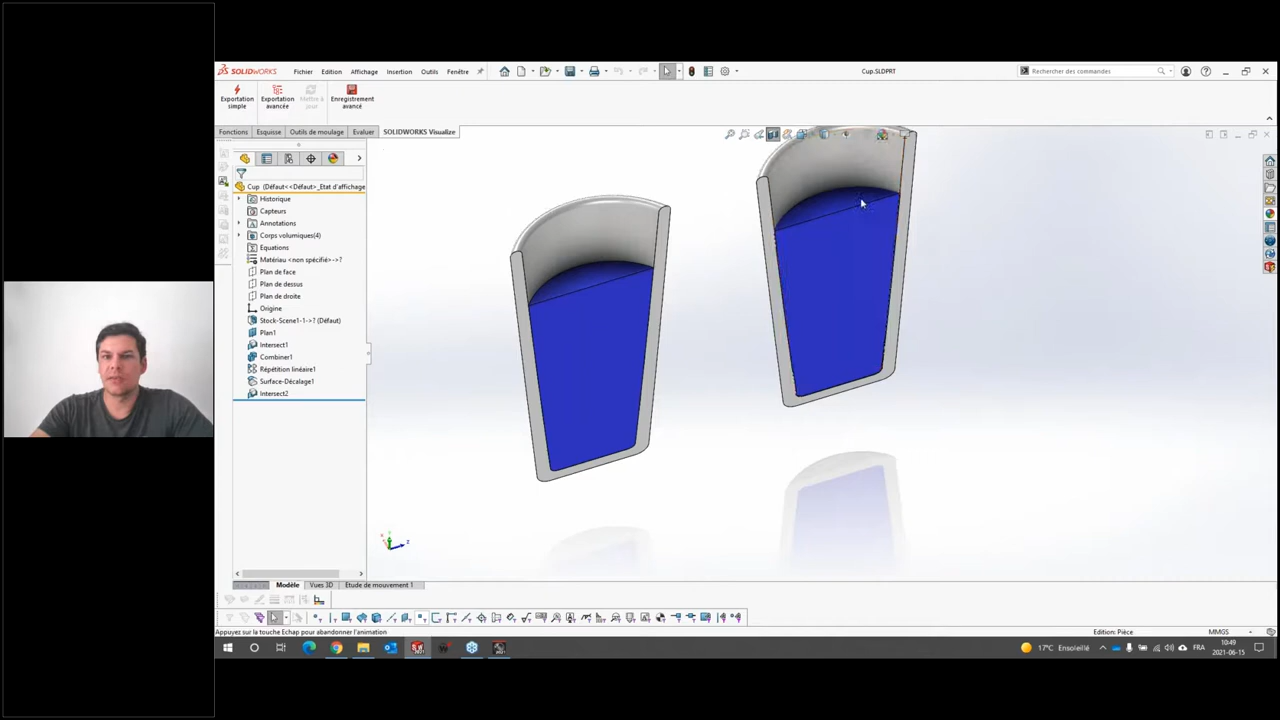 SOLIDWORKS
Fichier Edition Affichage Insertion Outils Fenêtre
Cup.SLDPRT
Rechercher des commandes
Exportation simple
Exportation avancée
Mettre à jour
Enregistrement avancé
Fonctions Esquisse Outils de moulage Evaluer SOLIDWORKS Visualize
Cup (Défaut<<Défaut>_Etat d'affichage
Historique
Capteurs
Annotations
Corps volumiques(4)
Equations
Matériau <non spécifié>->?
Plan de face
Plan de dessus
Plan de droite
Origine
Stock-Scene1-1->? (Défaut)
Plan1
Intersect1
Combiner1
Répétition linéaire1
Surface-Décalage1
Intersect2
Modèle Vues 3D Etude de mouvement 1
Appuyez sur la touche Echap pour abandonner l'animation
Edition: Pièce
MMGS
17°C Ensoleillé
FRA
10:49
2021-06-15